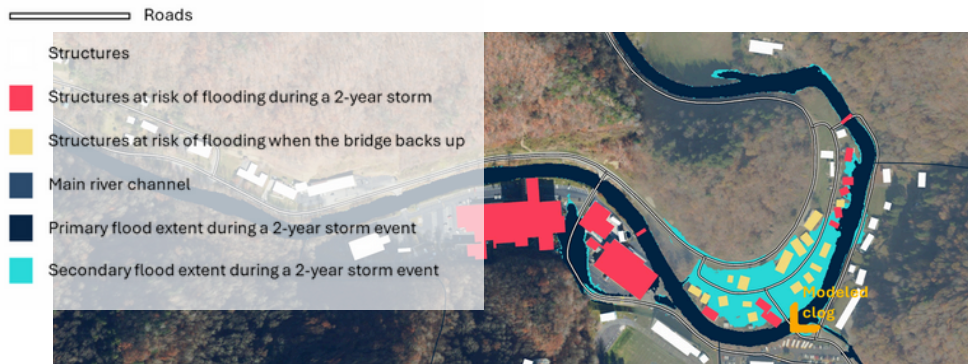 Roads
Structures
Structures at risk of flooding during a 2-year storm
Structures at risk of flooding when the bridge backs up
Main river channel
Primary flood extent during a 2-year storm event
Secondary flood extent during a 2-year storm event
Modeled
clog